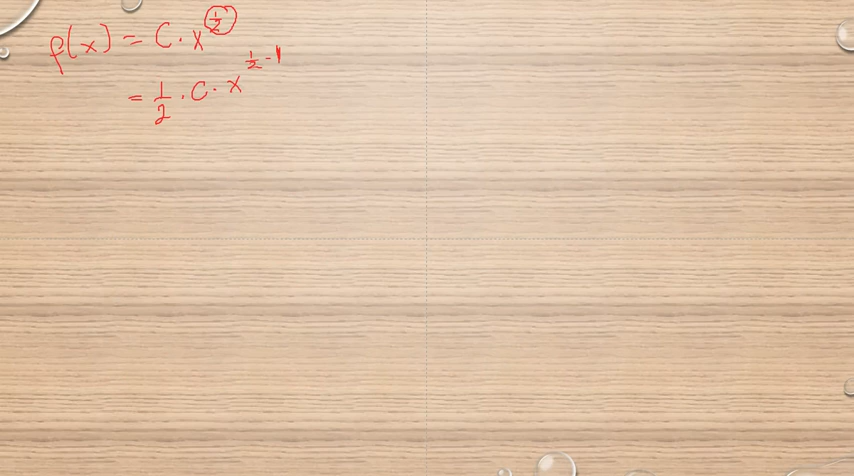 f(x) = C · x^{1/2}
= 1/2 · C · x^{1/2 - 1}